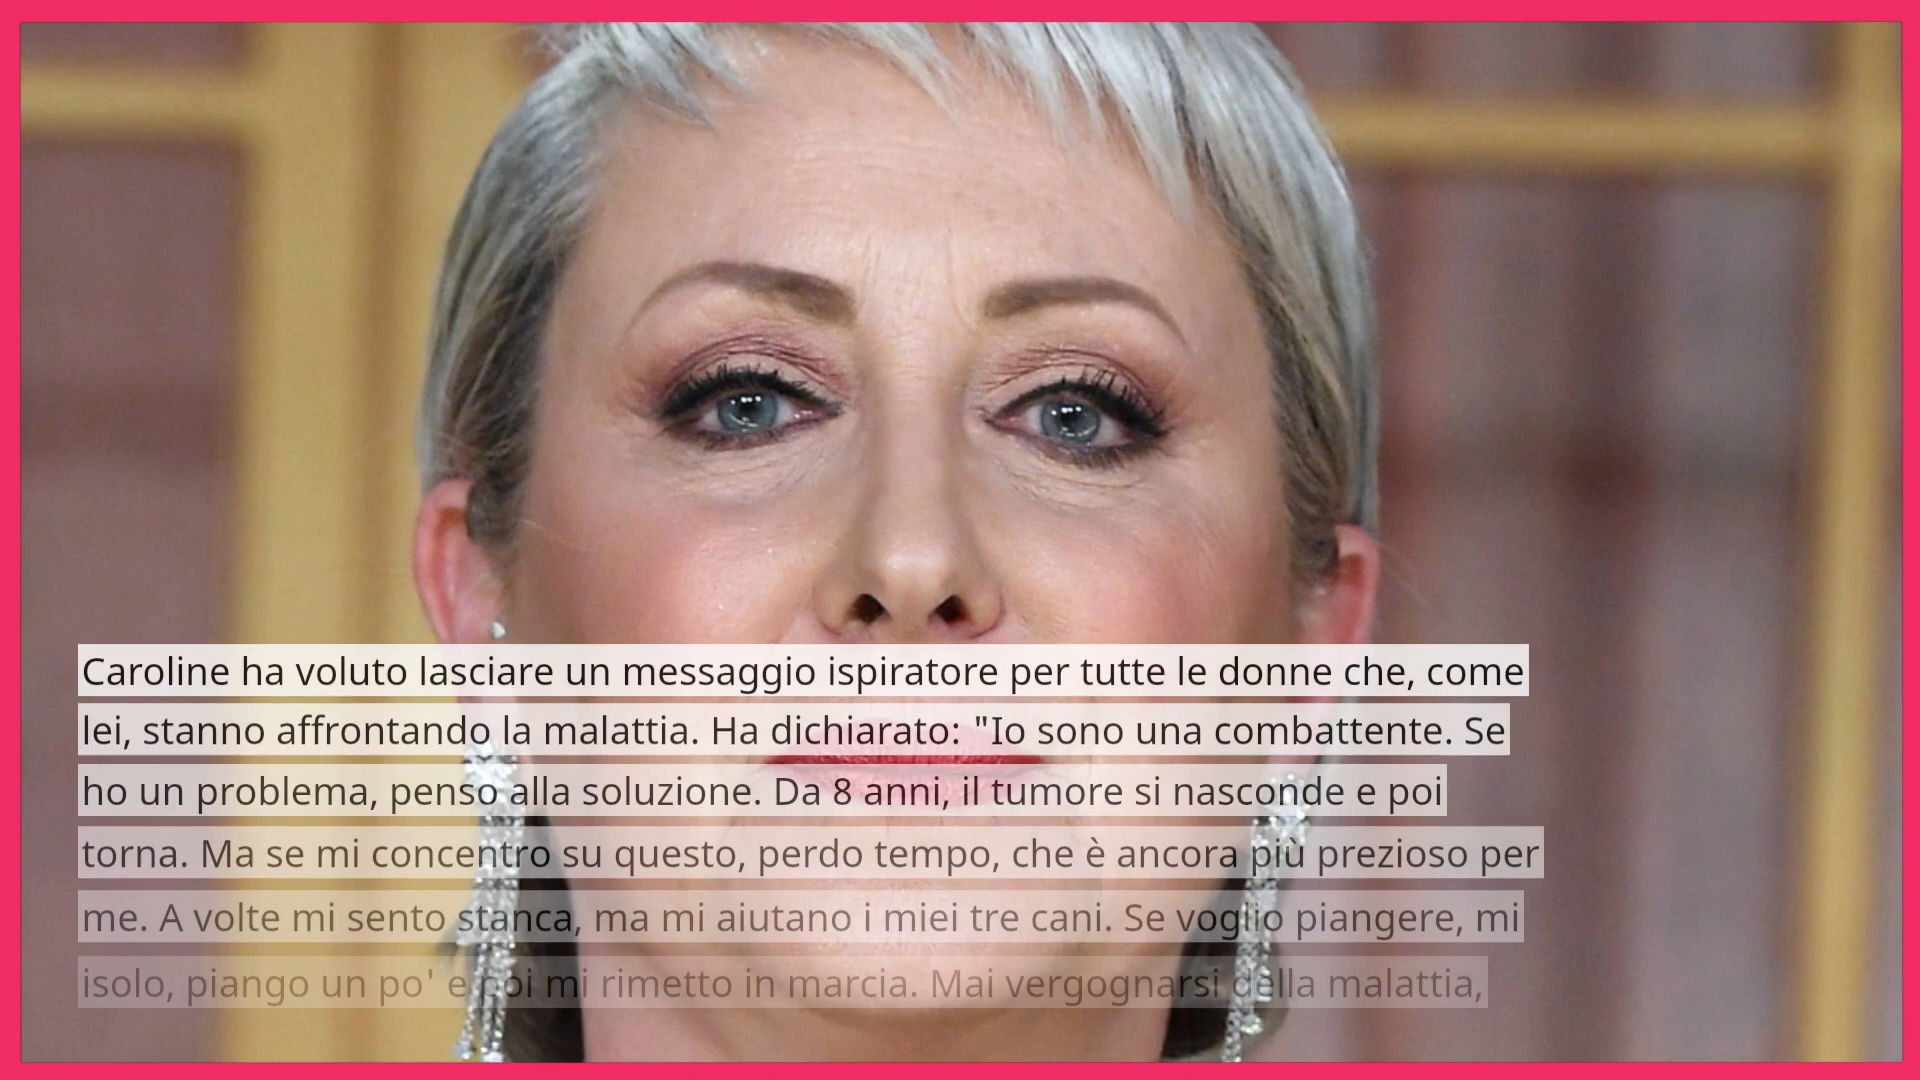 Caroline ha voluto lasciare un messaggio ispiratore per tutte le donne che, come
lei, stanno affrontando la malattia. Ha dichiarato: "Io sono una combattente. Se
ho un problema, penso alla soluzione. Da 8 anni, il tumore si nasconde e poi
torna. Ma se mi concentro su questo, perdo tempo, che è ancora più prezioso per
me. A volte mi sento stanca, ma mi aiutano i miei tre cani. Se voglio piangere, mi
isolo, piango un po' e poi mi rimetto in marcia. Mai vergognarsi della malattia,